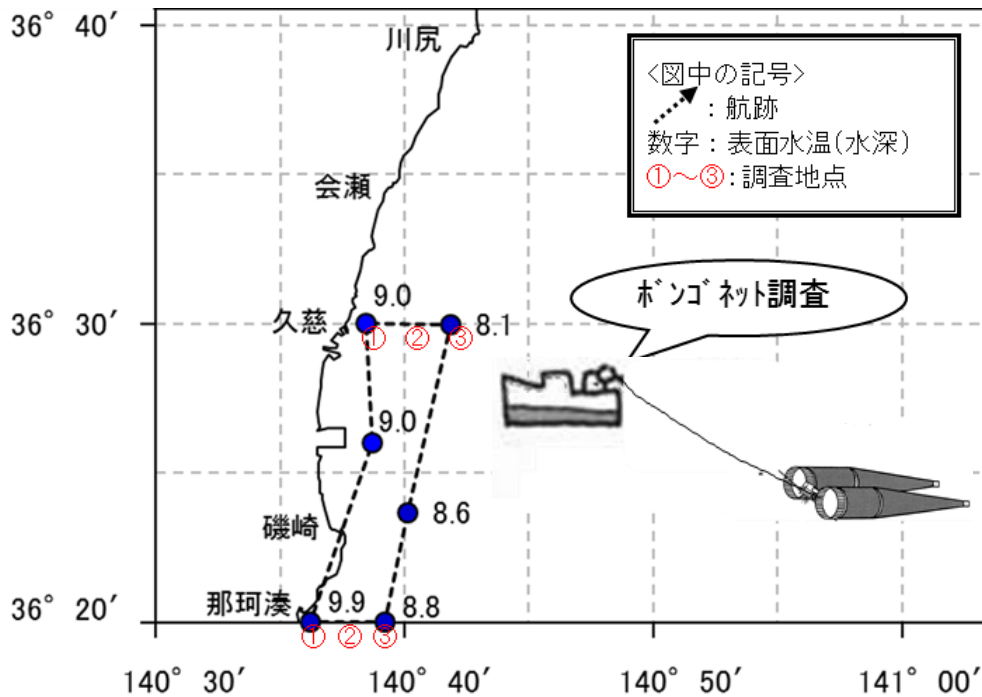 36° 40′
川尻
<図中の記号>
：航跡
数字：表面水温(水深)
①～③：調査地点
会瀬
ﾎﾞﾝｺﾞﾈｯﾄ調査
9.0
36° 30′
久慈
8.1
① ② ③
9.0
8.6
磯崎
36° 20′
那珂湊
9.9
8.8
① ② ③
140° 30′
140° 40′
140° 50′
141° 00′